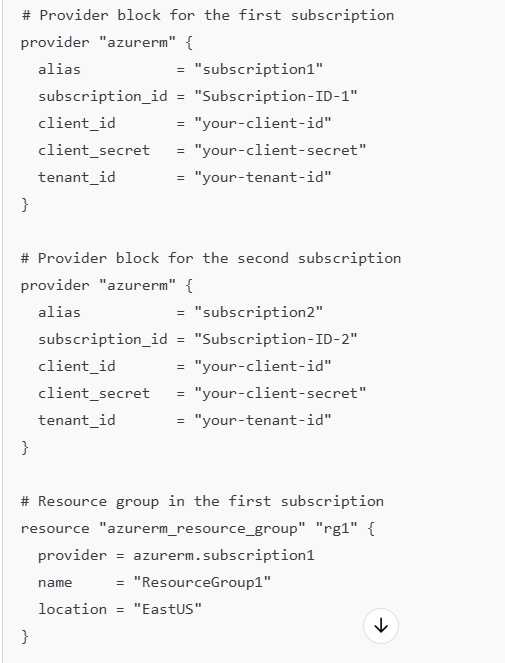 # Provider block for the first subscription
provider "azurerm" {
  alias           = "subscription1"
  subscription_id = "Subscription-ID-1"
  client_id       = "your-client-id"
  client_secret   = "your-client-secret"
  tenant_id       = "your-tenant-id"
}

# Provider block for the second subscription
provider "azurerm" {
  alias           = "subscription2"
  subscription_id = "Subscription-ID-2"
  client_id       = "your-client-id"
  client_secret   = "your-client-secret"
  tenant_id       = "your-tenant-id"
}

# Resource group in the first subscription
resource "azurerm_resource_group" "rg1" {
  provider = azurerm.subscription1
  name     = "ResourceGroup1"
  location = "EastUS"
}